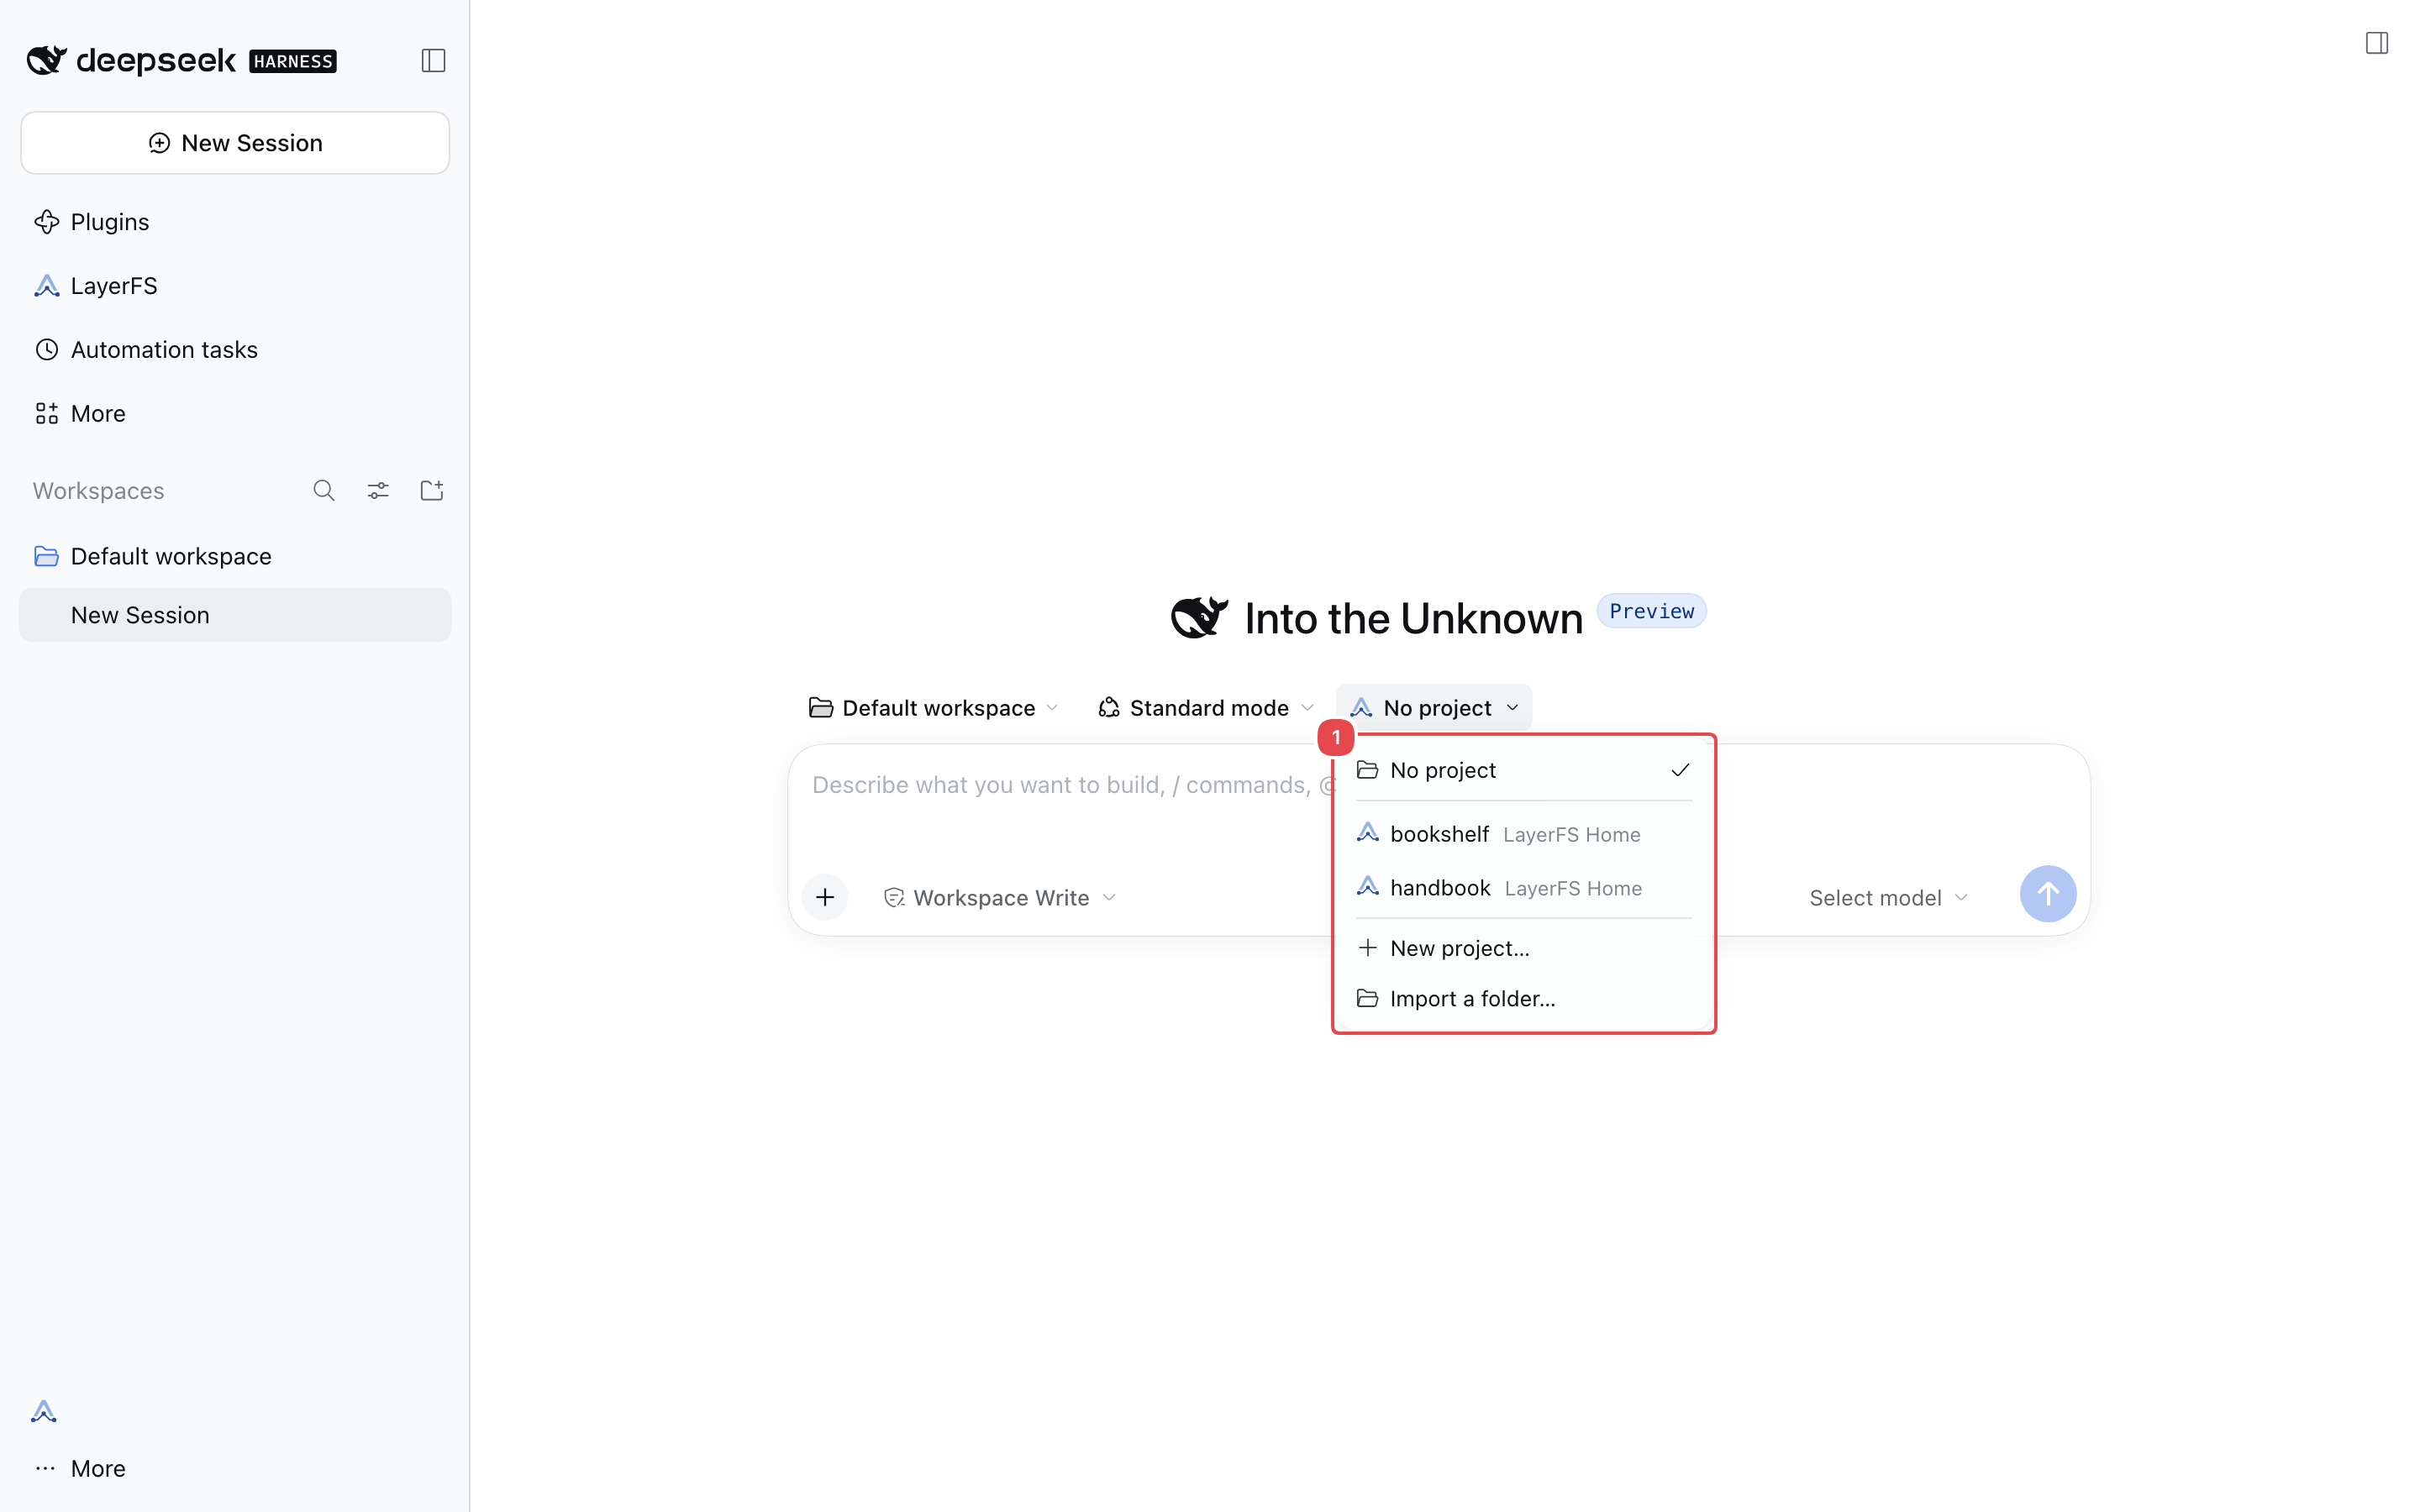 deepseek HARNESS
New Session
Plugins
LayerFS
Automation tasks
More
Workspaces
Default workspace
New Session
More
Into the Unknown Preview
Default workspace Standard mode No project
1
Describe what you want to build, / commands, @
No project
bookshelf LayerFS Home
handbook LayerFS Home
New project...
Import a folder...
Workspace Write
Select model